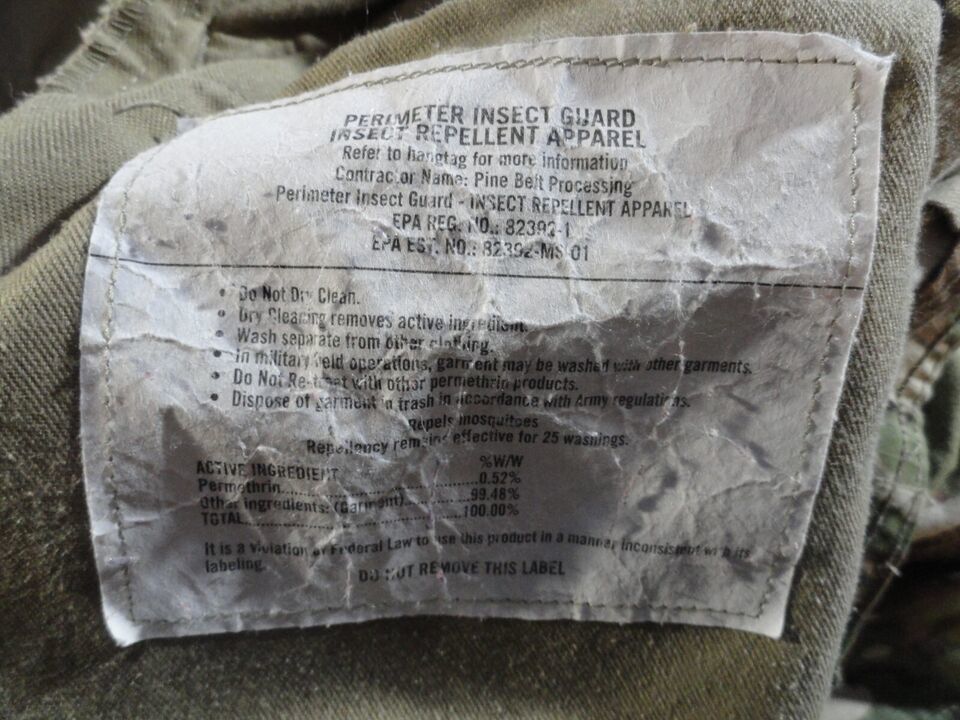 PERIMETER INSECT GUARD
INSECT REPELLENT APPAREL
Refer to hangtag for more information
Contractor Name: Pine Belt Processing
Perimeter Insect Guard - INSECT REPELLENT APPAREL
EPA REG. NO.: 82392-1
EPA EST. NO.: 82392-MS-01
• Do Not Dry Clean.
• Dry Cleaning removes active ingredient.
• Wash separate from other clothing.
• In military field operations, garment may be washed with other garments.
• Do Not Re-treat with other permethrin products.
• Dispose of garment in trash in accordance with Army regulations.
Repels mosquitoes
Repellency remains effective for 25 washings.
ACTIVE INGREDIENT %W/W
Permethrin..............................0.52%
Other ingredients: (Garment)..........99.48%
TOTAL..................................100.00%
It is a violation of Federal Law to use this product in a manner inconsistent with its
labeling.
DO NOT REMOVE THIS LABEL